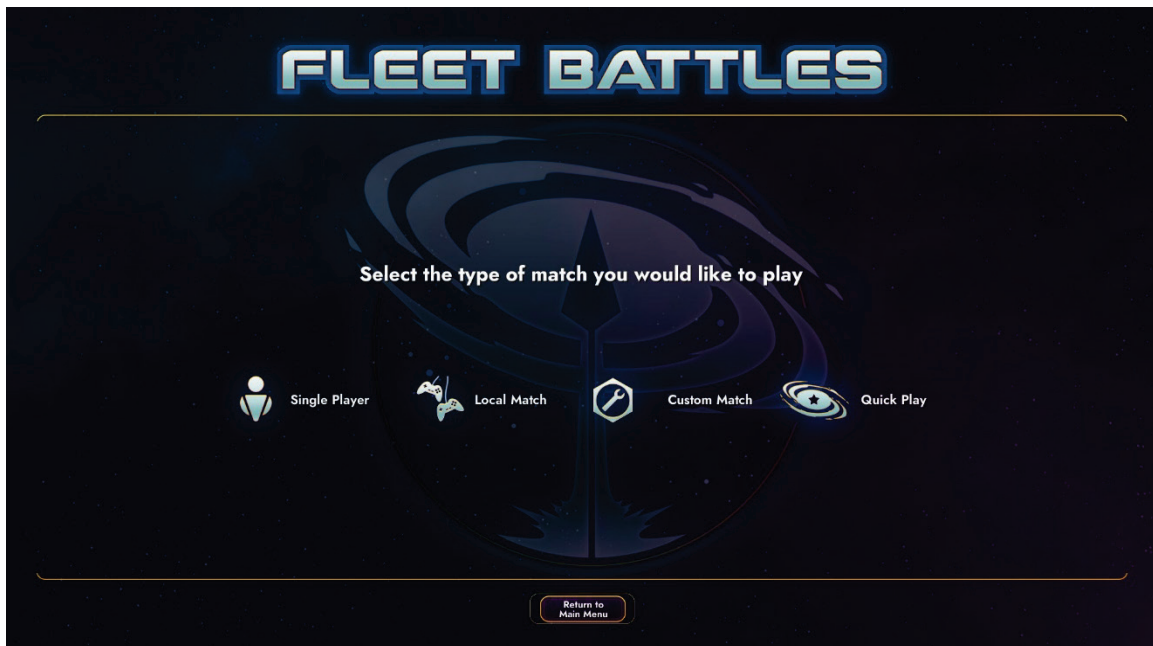 FLEET BATTLES
Select the type of match you would like to play
Single Player
Local Match
Custom Match
Quick Play
Return to
Main Menu